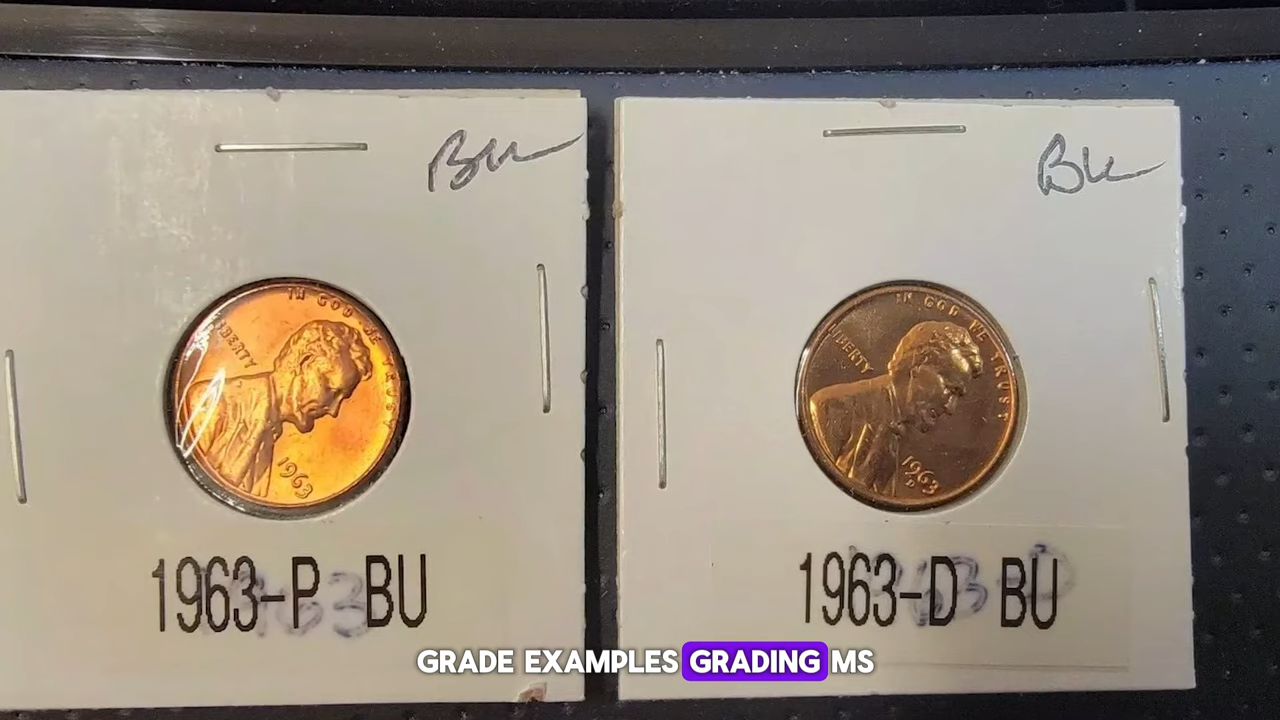 Bu
Bu
IN GOD WE TRUST
LIBERTY
1963
IN GOD WE TRUST
LIBERTY
1963
D
1963-P BU
1963-D BU
GRADE EXAMPLES GRADING MS